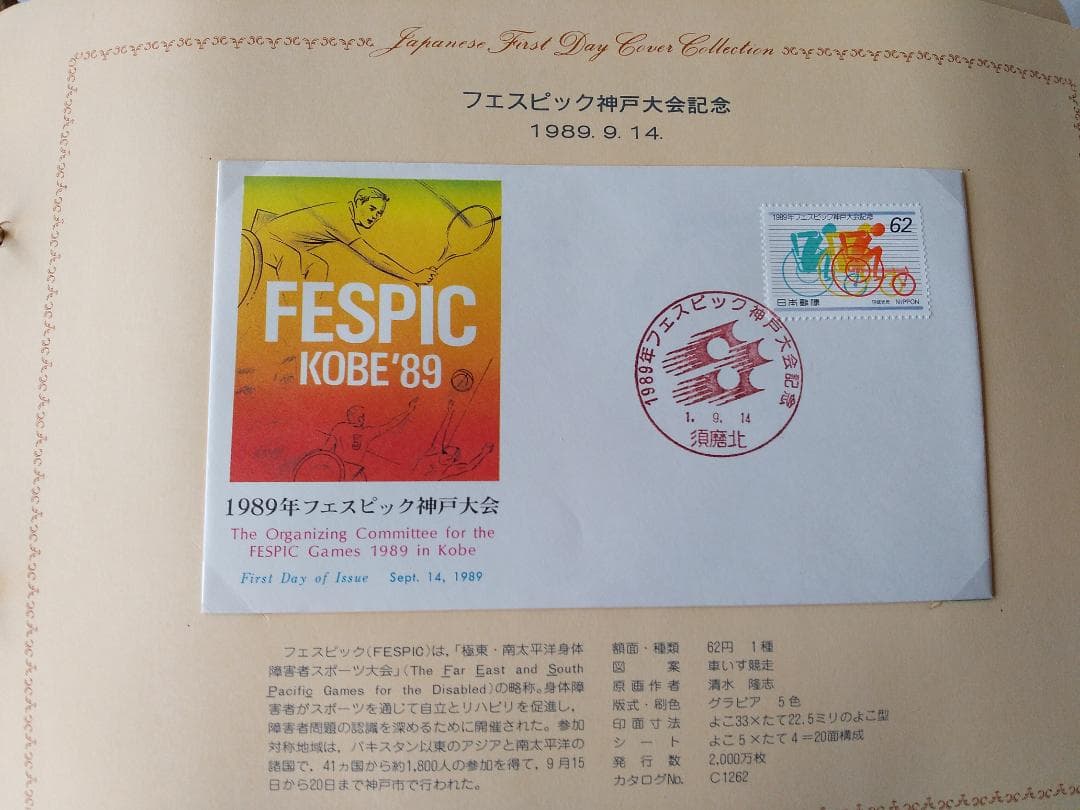 Japanese First Day Cover Collection
フェスピック神戸大会記念
1989. 9. 14.
FESPIC
KOBE'89
1989年フェスピック神戸大会
The Organizing Committee for the
FESPIC Games 1989 in Kobe
First Day of Issue Sept. 14, 1989
1989年フェスピック神戸大会記念
62
日本郵便
NIPPON
1989年フェスピック神戸大会記念
1. 9. 14
須磨北
フェスピック(FESPIC)は、「極東・南太平洋身体
障害者スポーツ大会」(The Far East and South
Pacific Games for the Disabled)の略称。身体障
害者がスポーツを通じて自立とリハビリを促進し、
障害者問題の認識を深めるために開催された。参加
対称地域は、パキスタン以東のアジアと南太平洋の
諸国で、41ヵ国から約1,800人の参加を得て、9月15
日から20日まで神戸市で行われた。
額面・種類 62円 1種
図案 車いす競走
原画作者 清水 隆志
版式・刷色 グラビア 5色
印面寸法 よこ33×たて22.5ミリのよこ型
シート よこ5×たて4=20面構成
発行数 2,000万枚
カタログNo. C1262